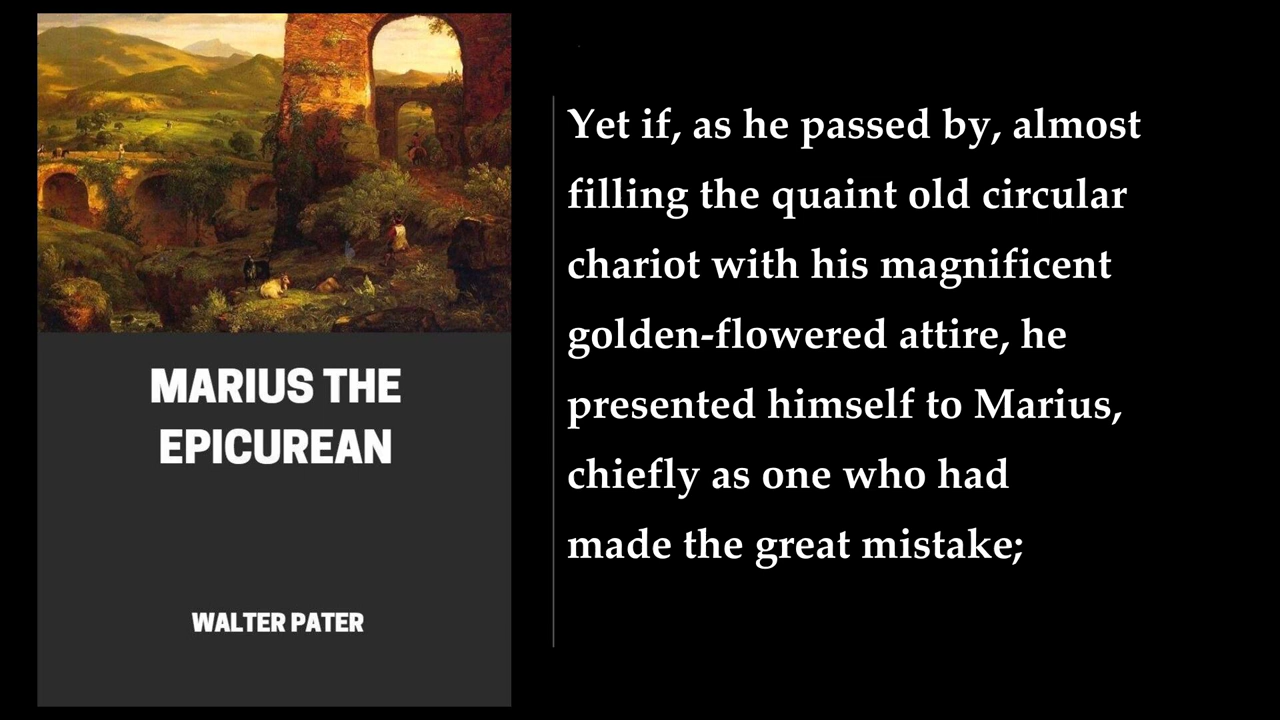 MARIUS THE
EPICUREAN
WALTER PATER
Yet if, as he passed by, almost
filling the quaint old circular
chariot with his magnificent
golden-flowered attire, he
presented himself to Marius,
chiefly as one who had
made the great mistake;